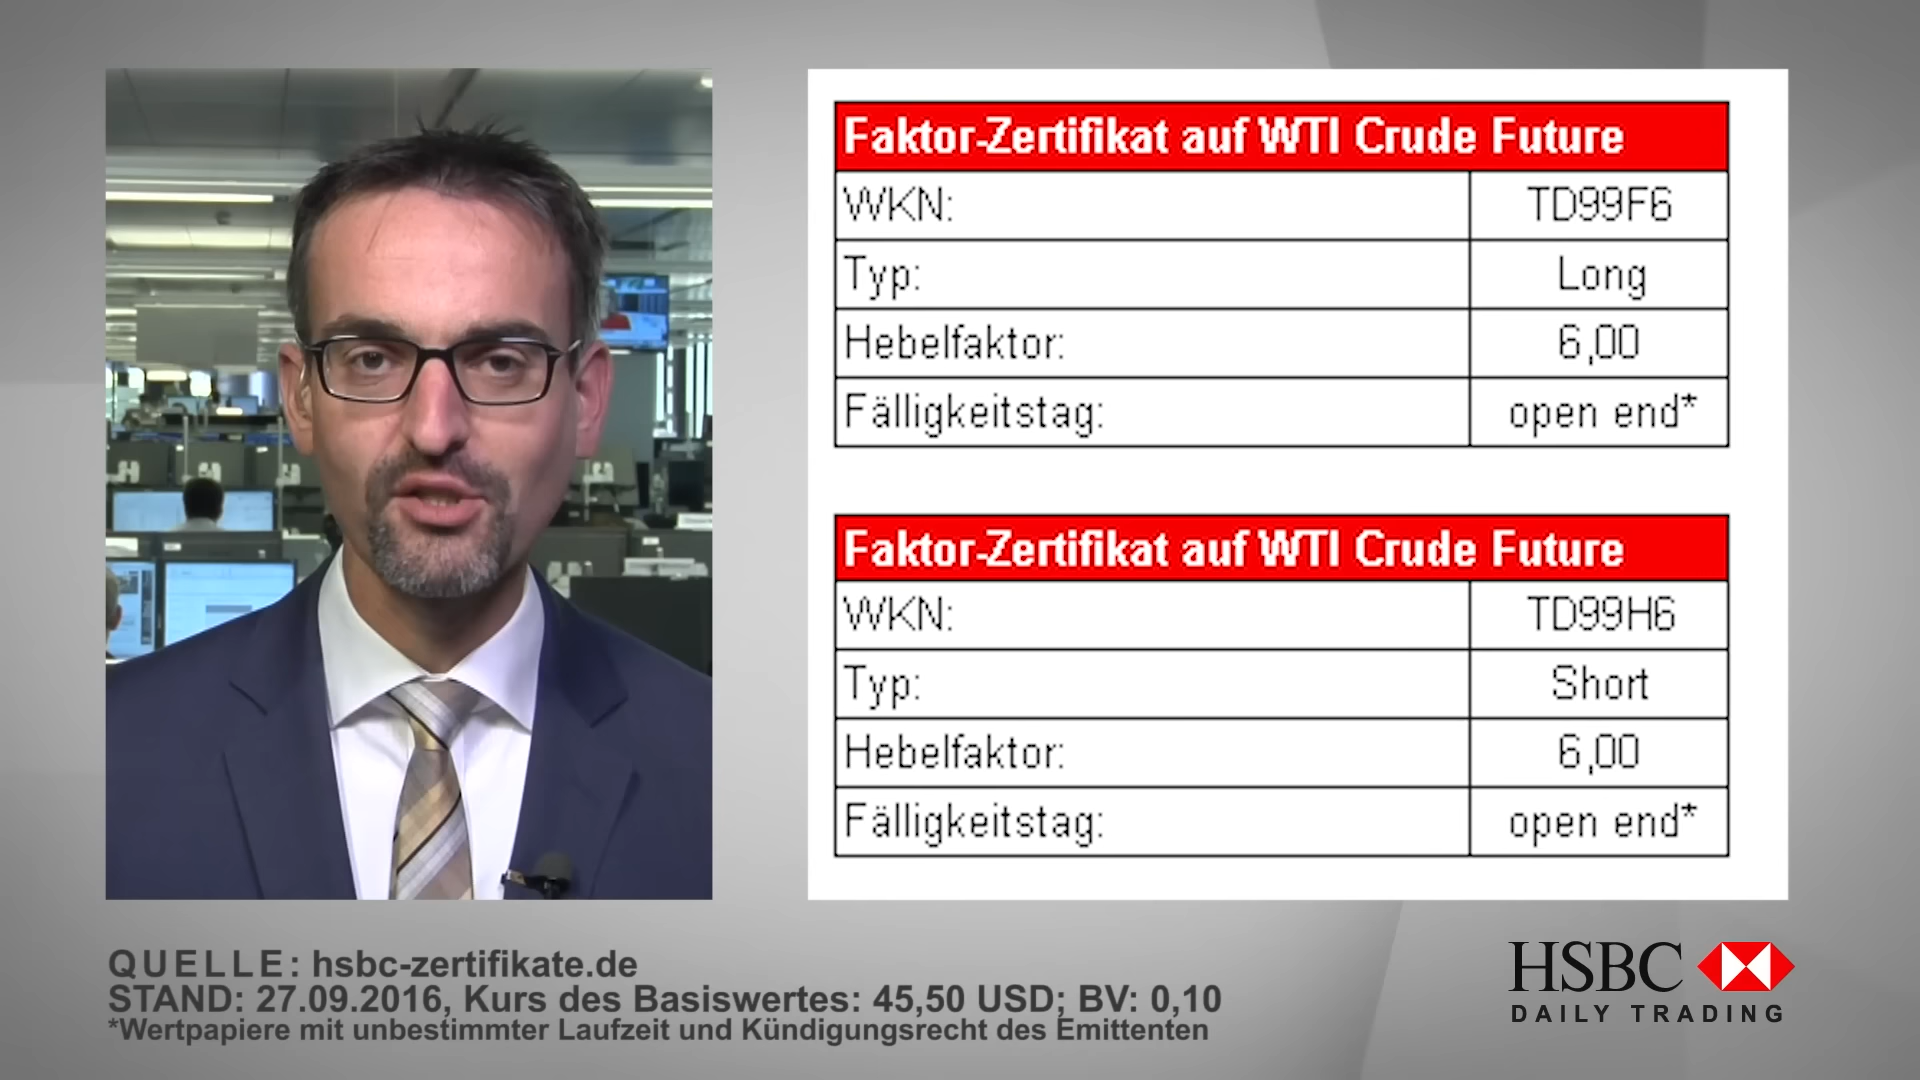 Faktor-Zertifikat auf WTI Crude Future
WKN: TD99F6
Typ: Long
Hebelfaktor: 6,00
Fälligkeitstag: open end*
Faktor-Zertifikat auf WTI Crude Future
WKN: TD99H6
Typ: Short
Hebelfaktor: 6,00
Fälligkeitstag: open end*
QUELLE: hsbc-zertifikate.de
STAND: 27.09.2016, Kurs des Basiswertes: 45,50 USD; BV: 0,10
*Wertpapiere mit unbestimmter Laufzeit und Kündigungsrecht des Emittenten
HSBC
DAILY TRADING